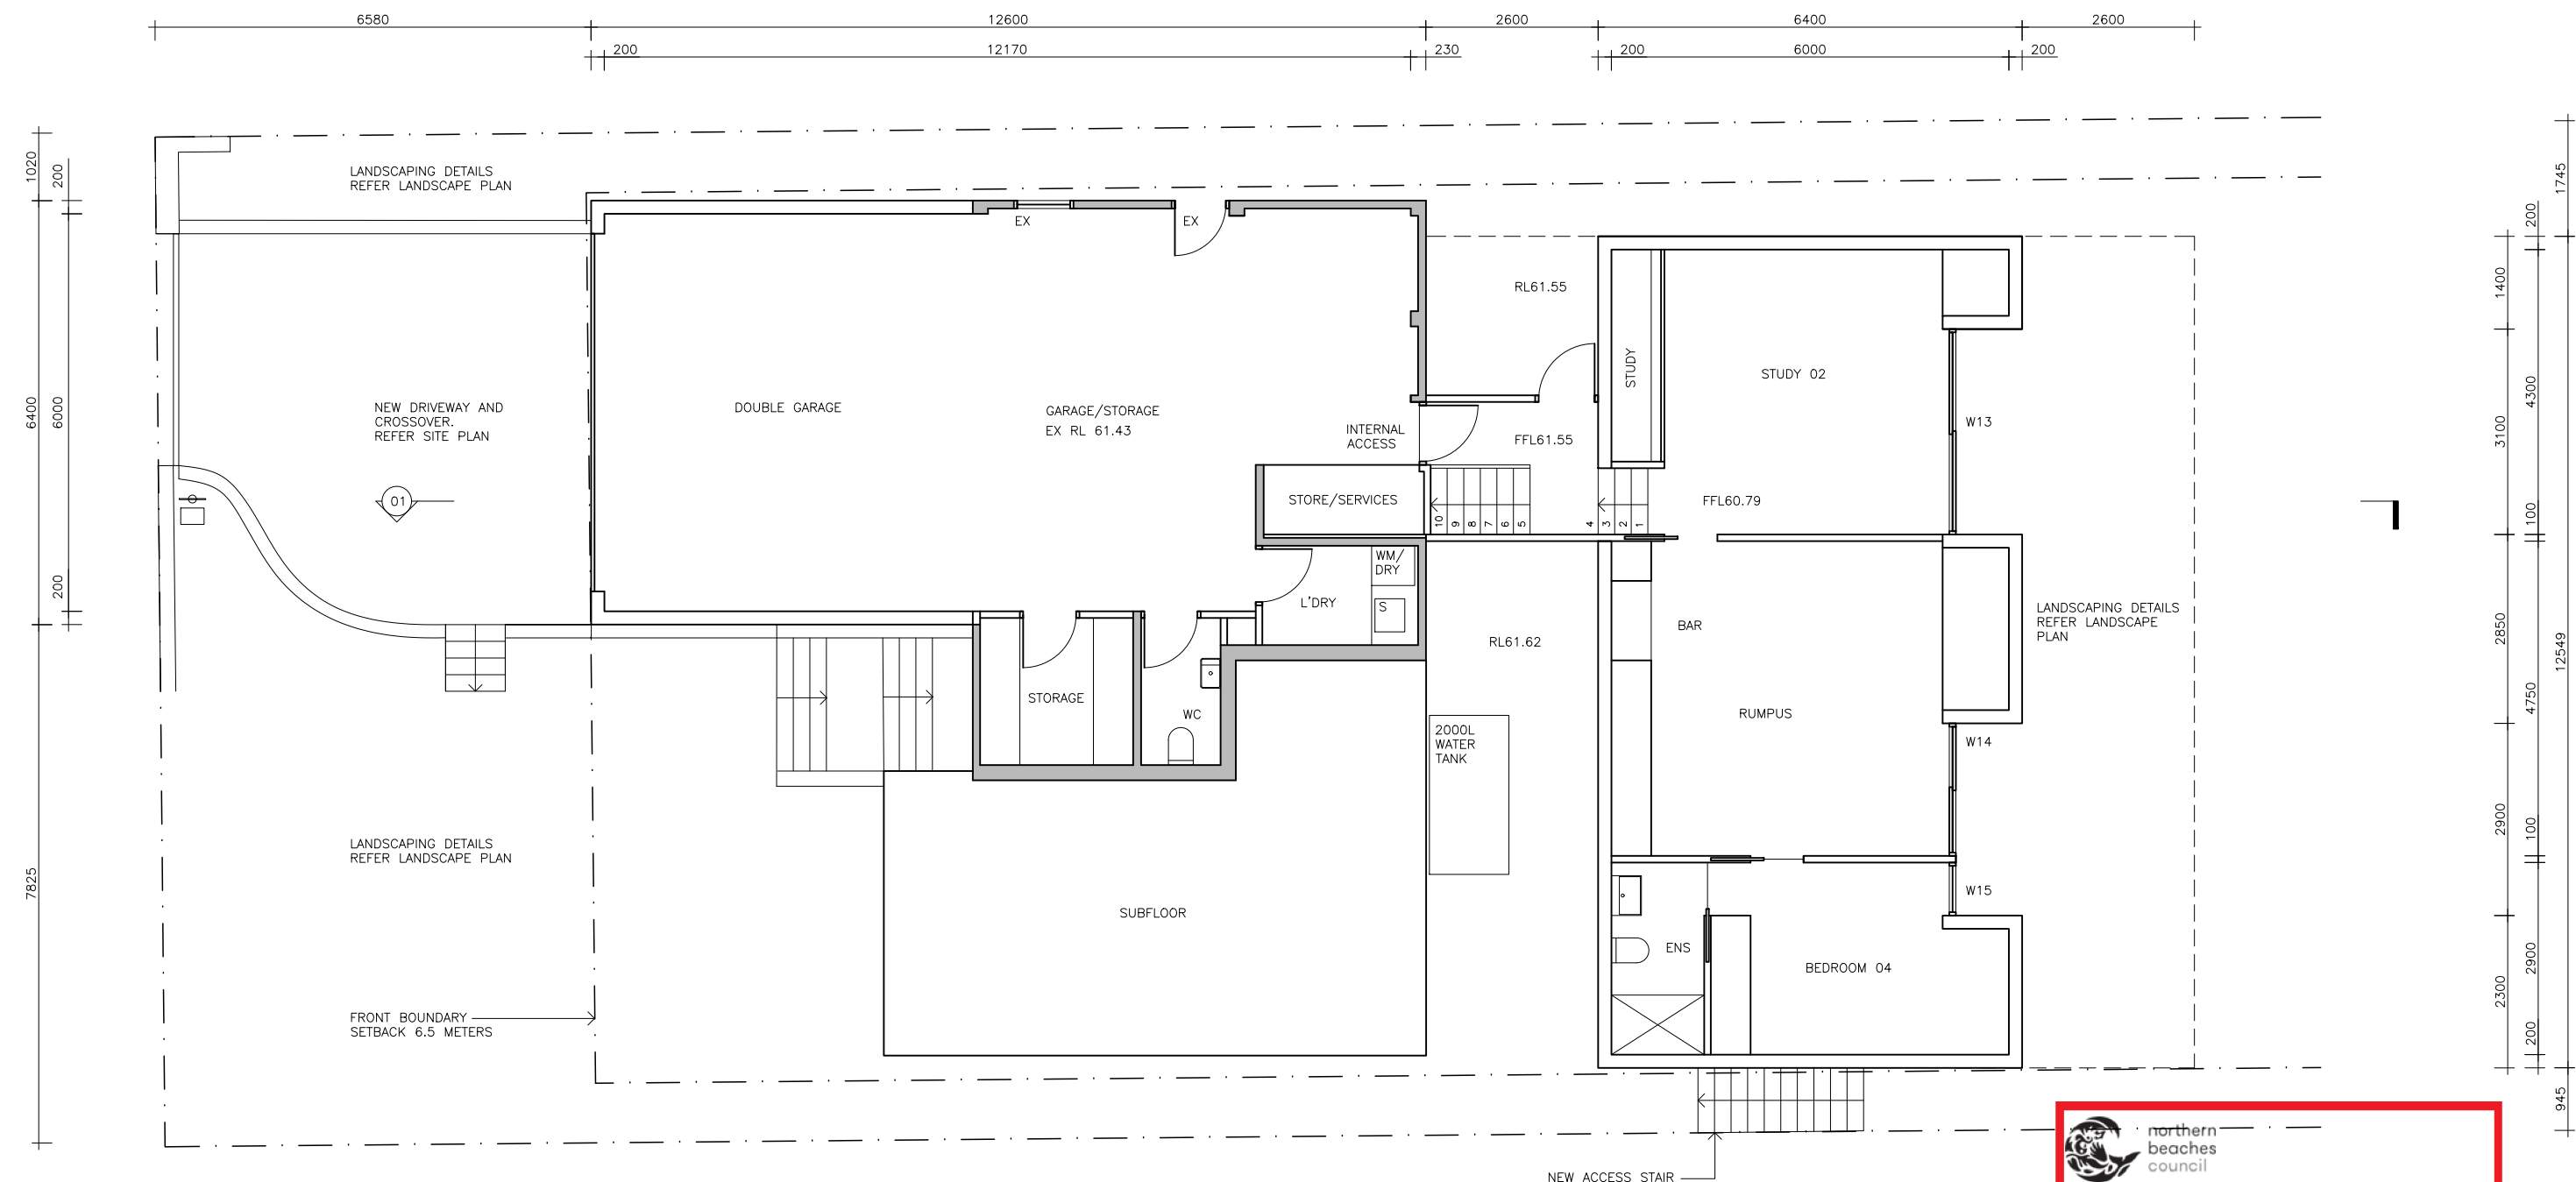 6580
12600
2600
6400
2600
200
12170
230
200
6000
200
1020
200
6400
6000
200
7825
LANDSCAPING DETAILS
REFER LANDSCAPE PLAN
NEW DRIVEWAY AND
CROSSOVER.
REFER SITE PLAN
01
DOUBLE GARAGE
EX
EX
GARAGE/STORAGE
EX RL 61.43
INTERNAL
ACCESS
STORE/SERVICES
WM/
DRY
L'DRY
S
STORAGE
WC
SUBFLOOR
LANDSCAPING DETAILS
REFER LANDSCAPE PLAN
FRONT BOUNDARY
SETBACK 6.5 METERS
RL61.55
FFL61.55
10
9
8
7
6
5
4
3
2
1
RL61.62
2000L
WATER
TANK
STUDY
STUDY 02
FFL60.79
W13
BAR
RUMPUS
W14
W15
ENS
BEDROOM 04
LANDSCAPING DETAILS
REFER LANDSCAPE
PLAN
NEW ACCESS STAIR
1400
3100
2850
2900
2300
200
4300
100
4750
100
2900
200
1745
12549
945
northern
beaches
council